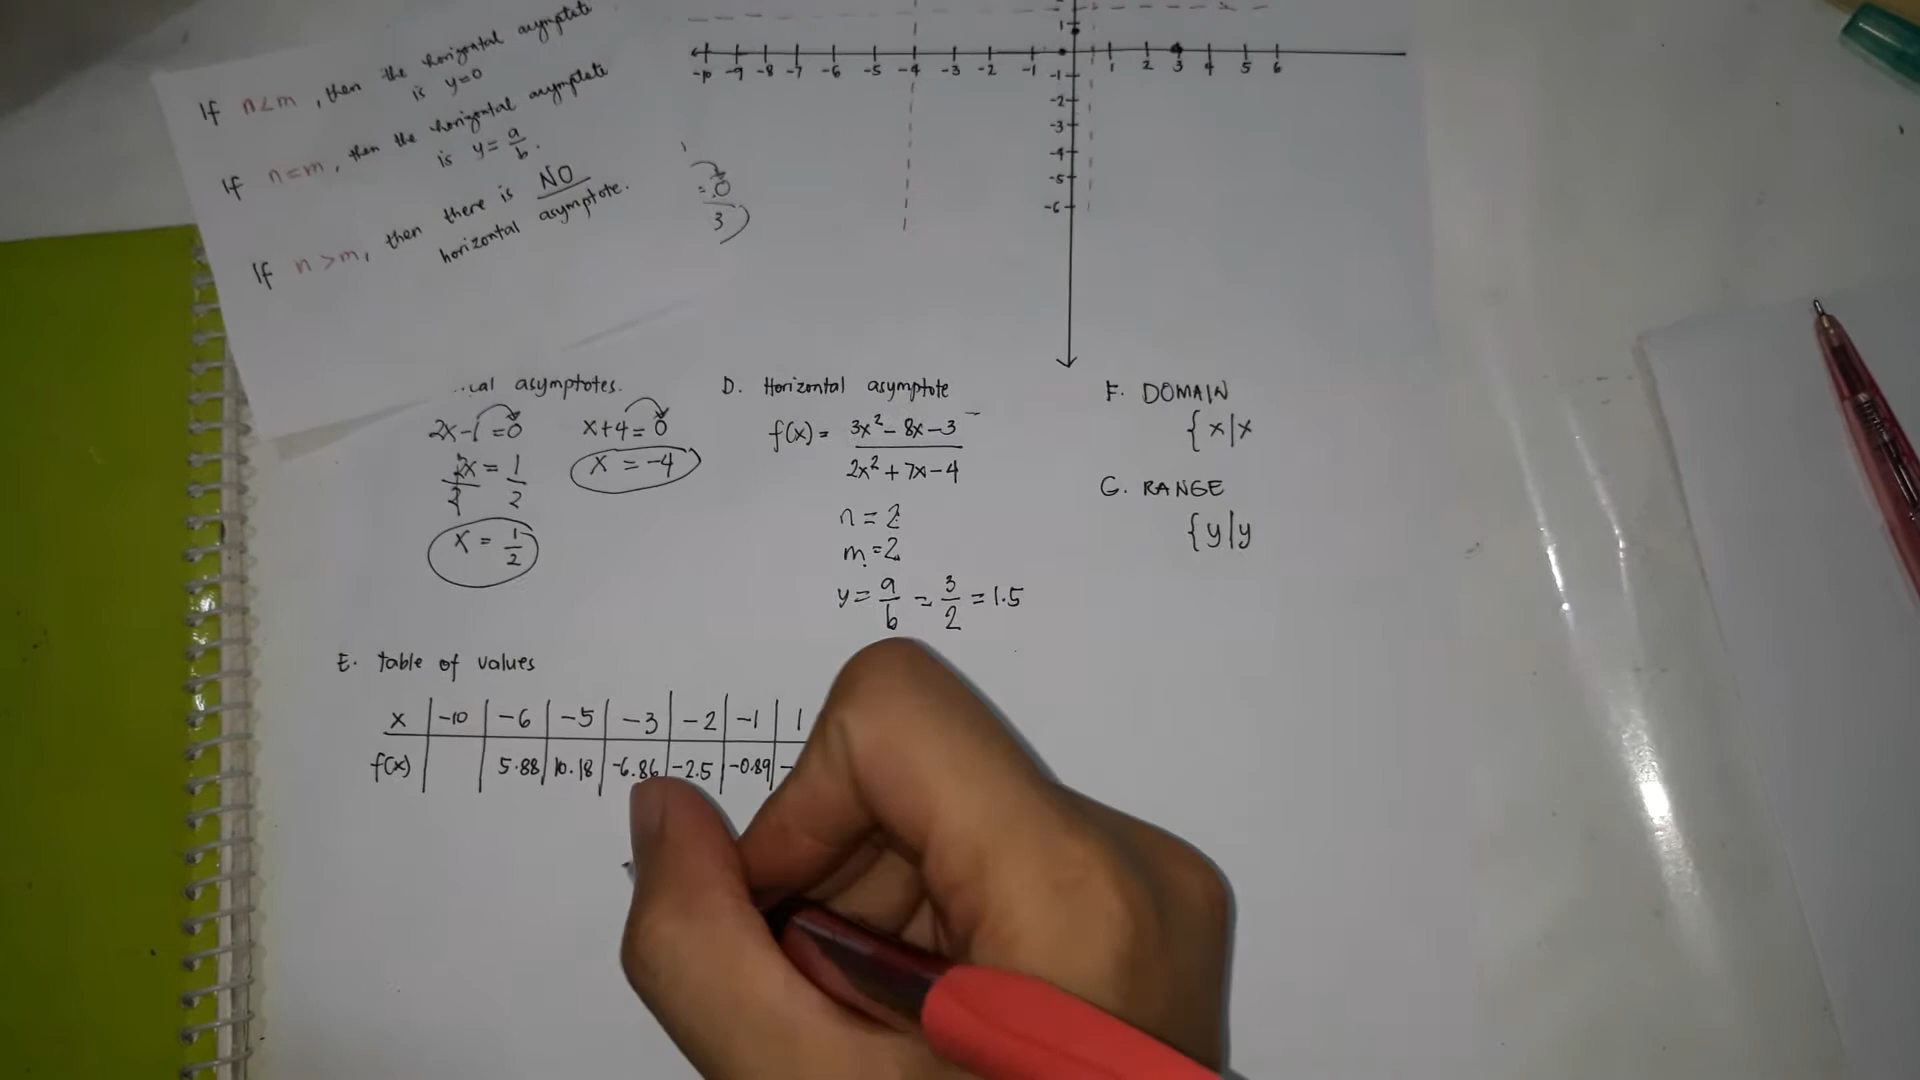 If n<m, then the horizontal asymptote
is y=0
If n=m, then the horizontal asymptote
is y= a/b.
If n>m, then there is NO
horizontal asymptote.
= 0
3
1
-10 -9 -8 -7 -6 -5 -4 -3 -2 -1 1 2 3 4 5 6
-1
-2
-3
-4
-5
-6
cal asymptotes.
2x-1=0
2x = 1
2 2
x = 1/2
x+4=0
x = -4
D. Horizontal asymptote
f(x) = 3x²-8x-3
2x²+7x-4
n = 2
m = 2
y = a/b = 3/2 = 1.5
F. DOMAIN
{x|x
G. RANGE
{y|y
E. table of values
x | -10 | -6 | -5 | -3 | -2 | -1 | 1
f(x) | | 5.88 | 10.18 | -6.86 | -2.5 | -0.89 | -